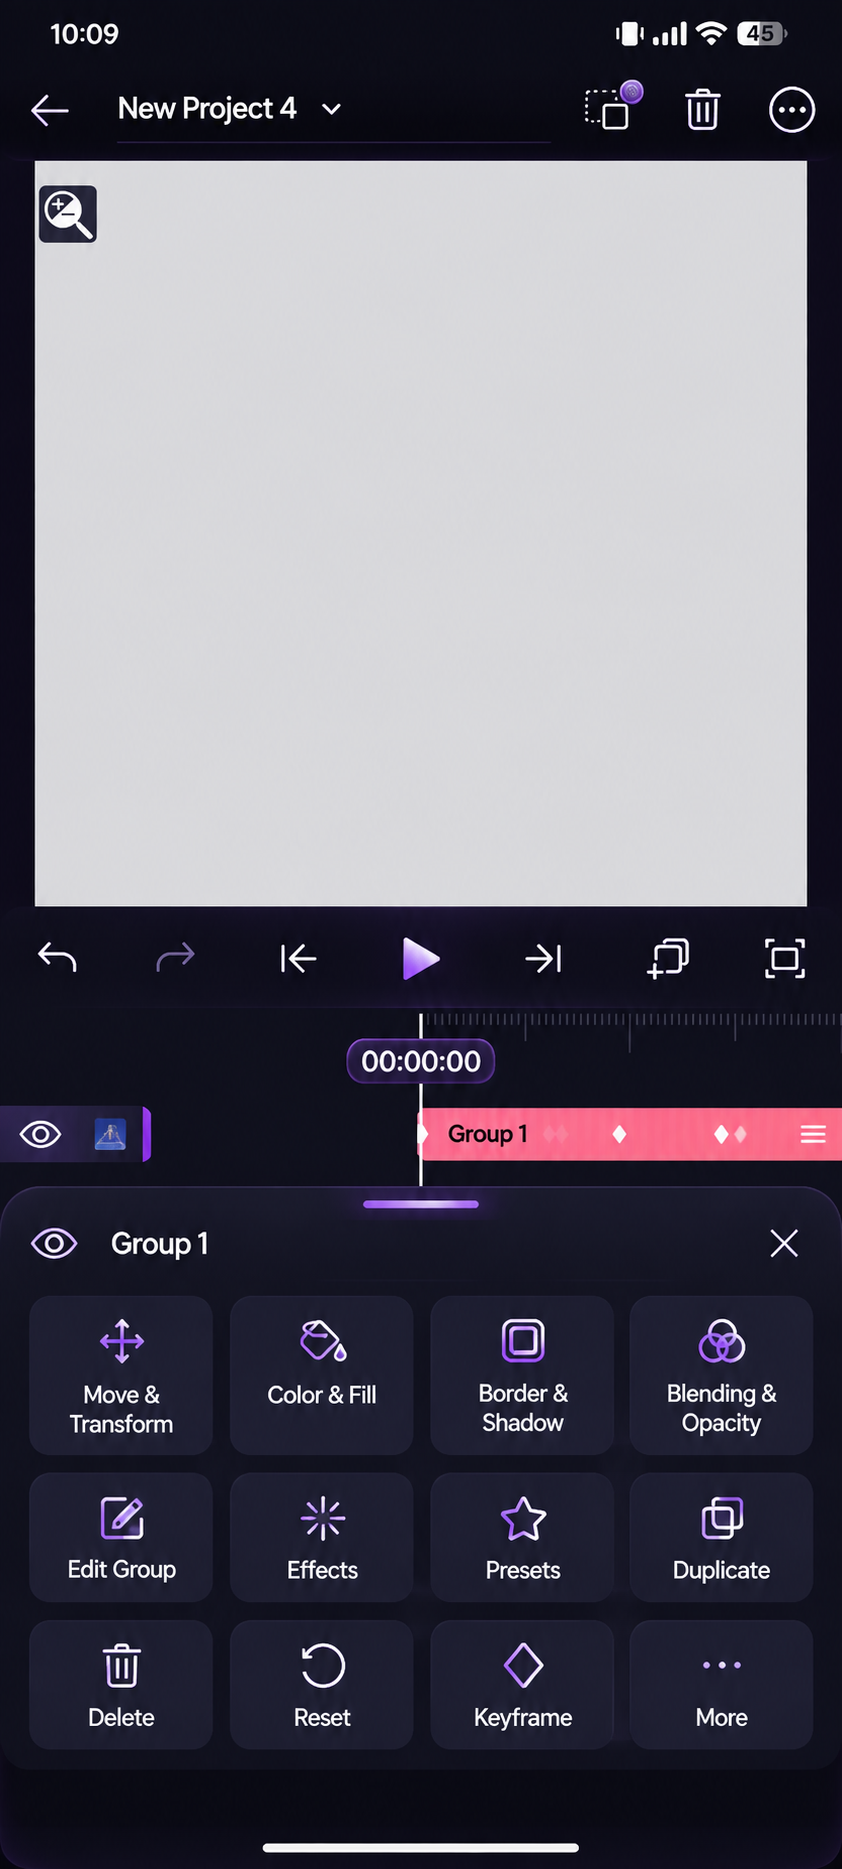 10:09
45
New Project 4
00:00:00
Group 1
Group 1
Move &
Transform
Color & Fill
Border &
Shadow
Blending &
Opacity
Edit Group
Effects
Presets
Duplicate
Delete
Reset
Keyframe
More